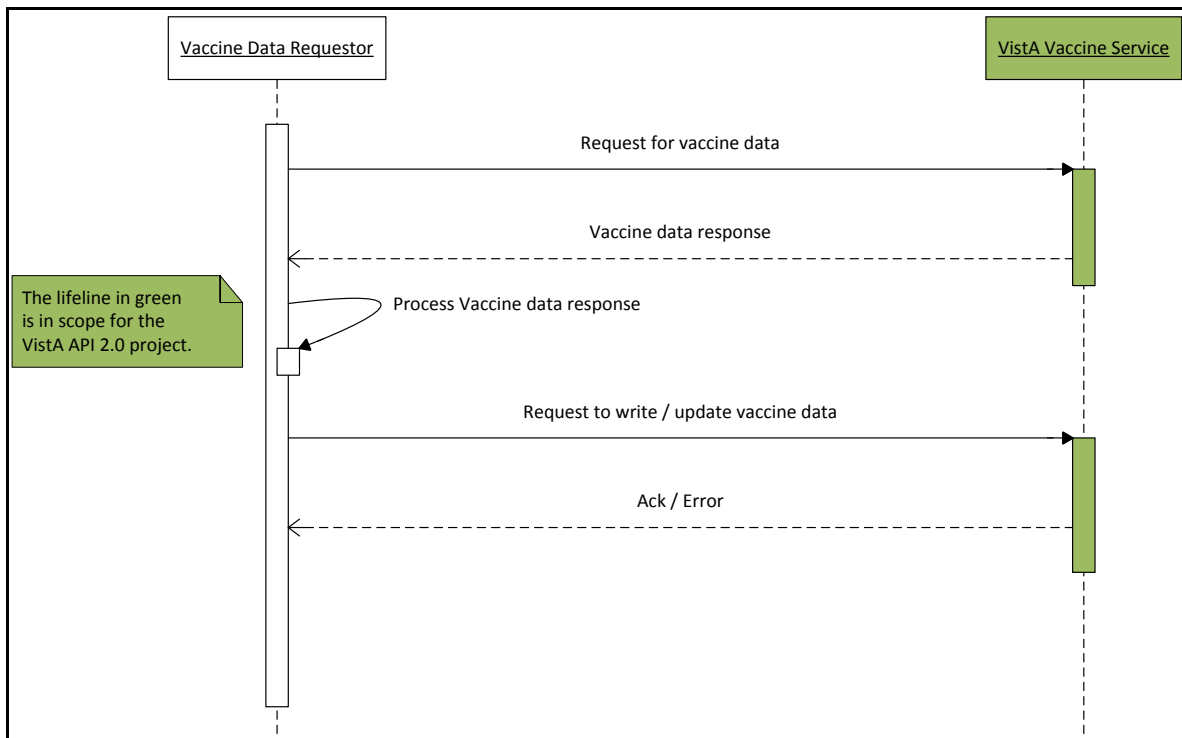 Vaccine Data Requestor
VistA Vaccine Service
Request for vaccine data
Vaccine data response
The lifeline in green
is in scope for the
VistA API 2.0 project.
Process Vaccine data response
Request to write / update vaccine data
Ack / Error